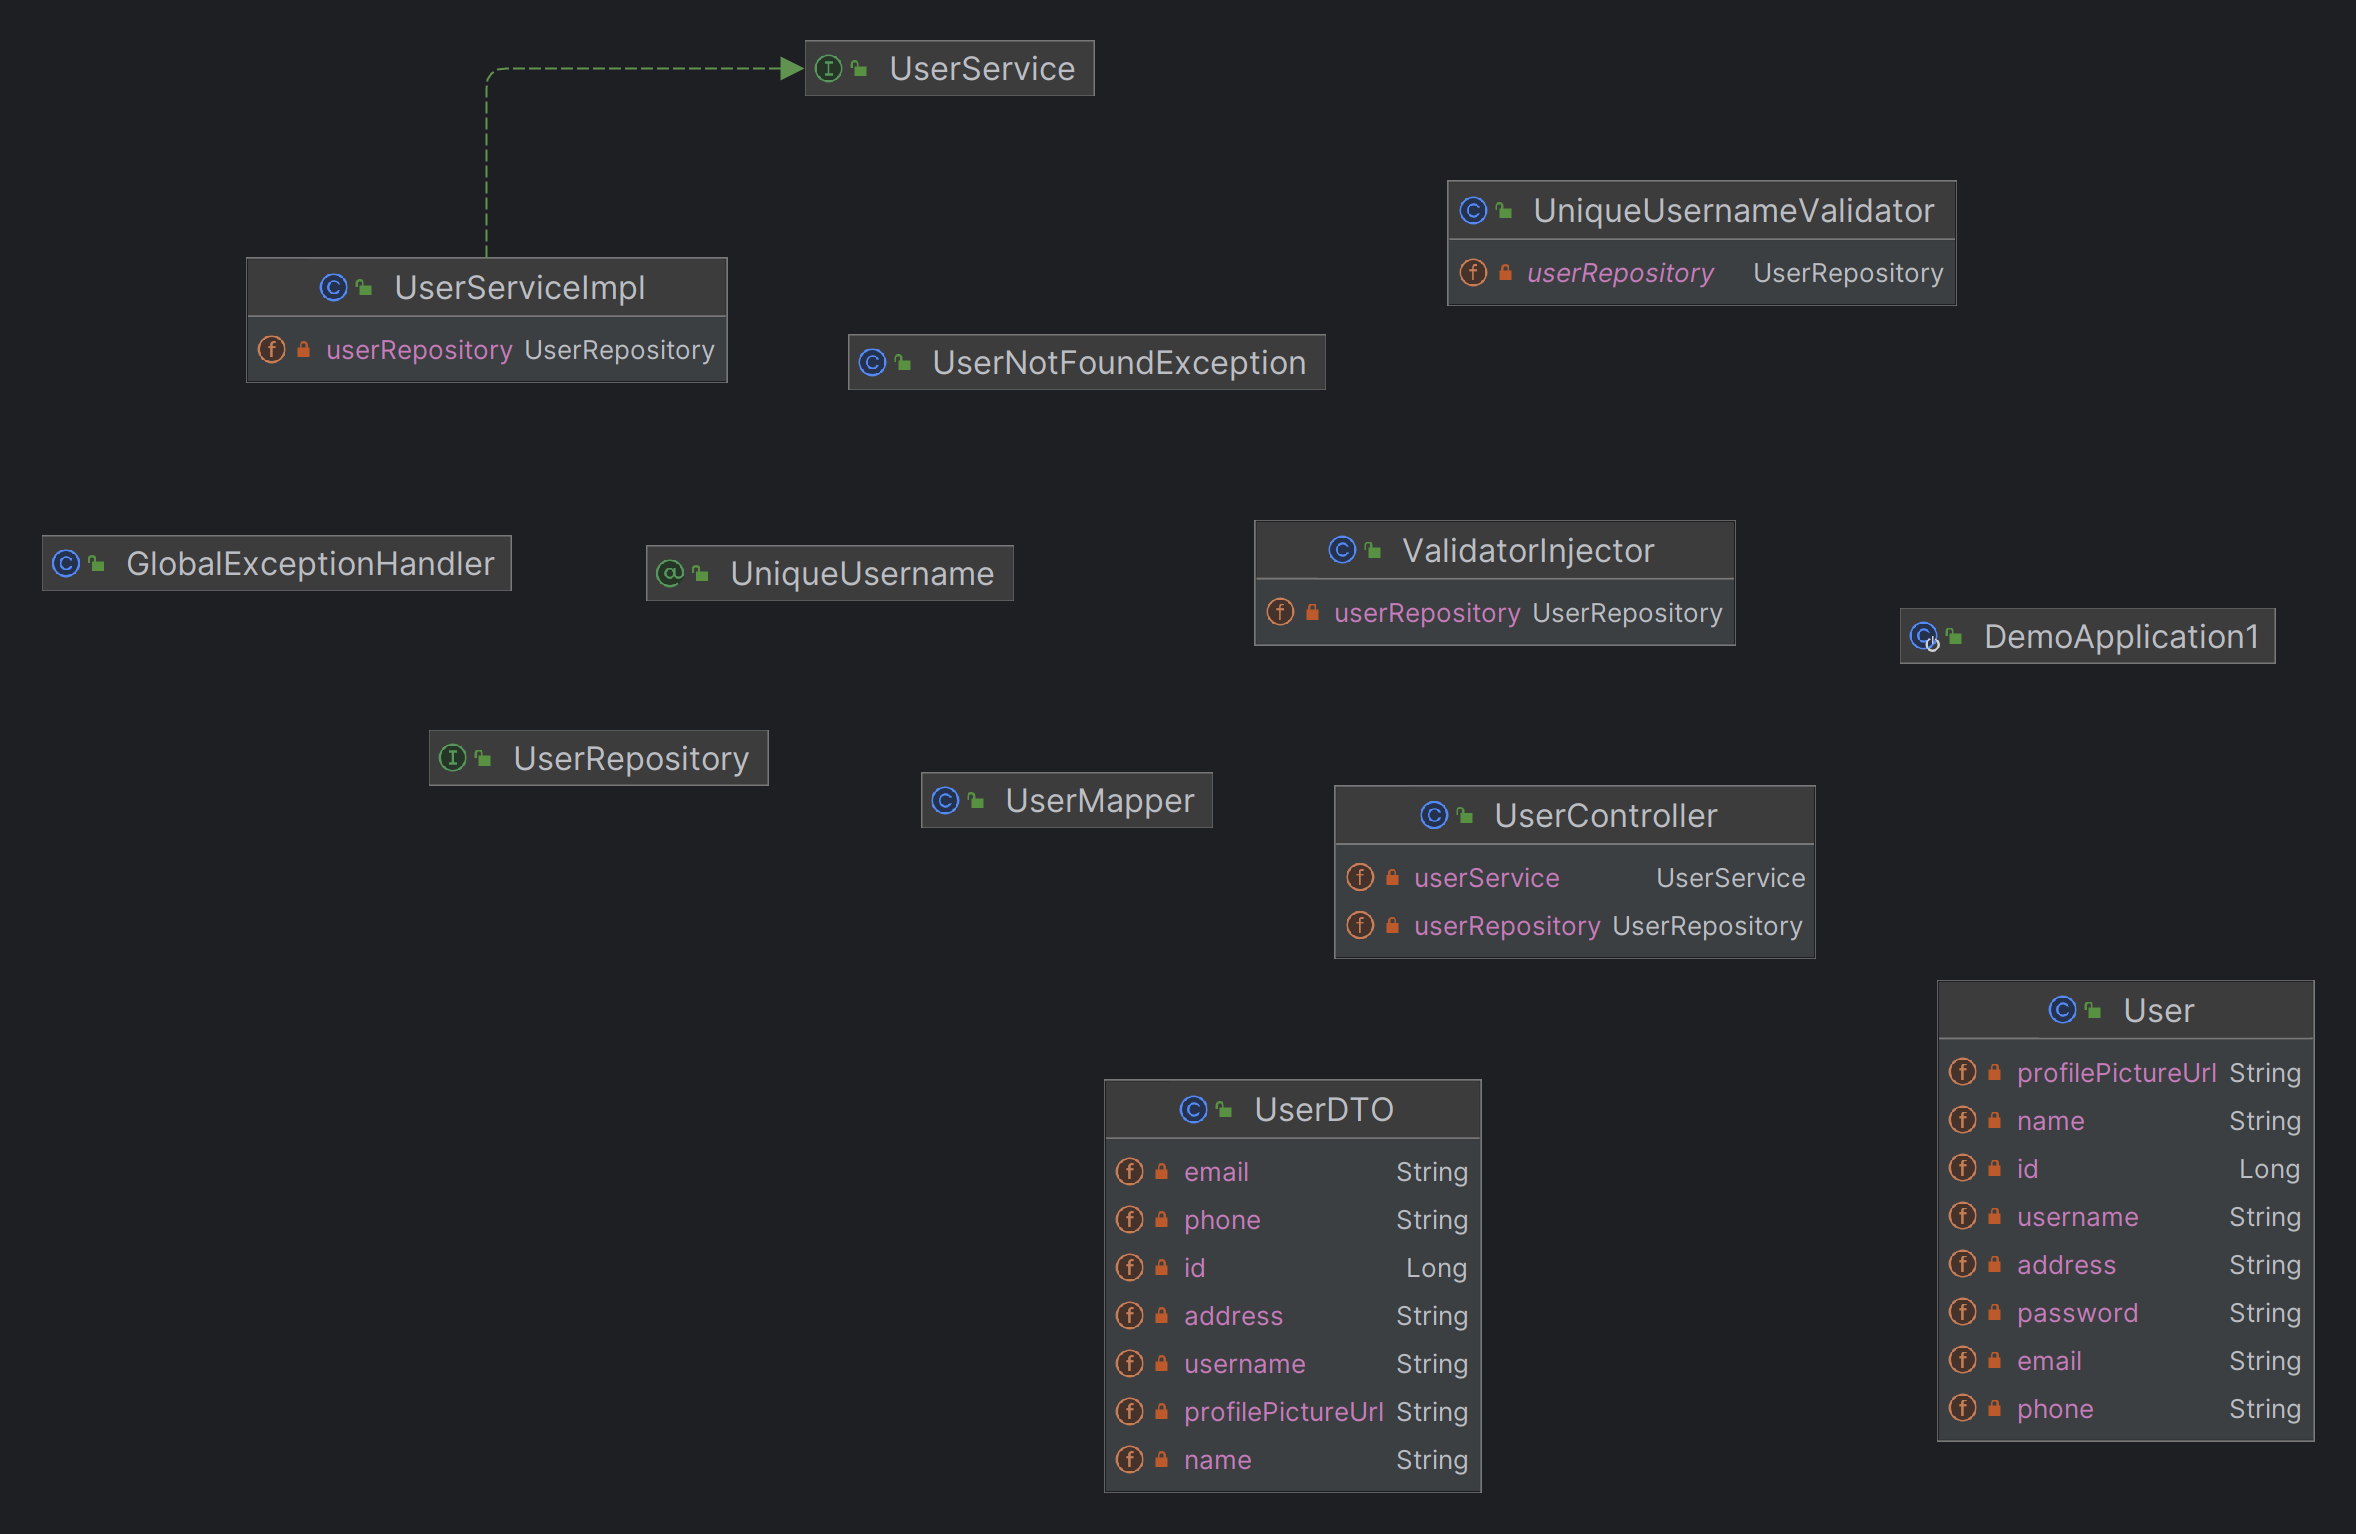 UserService
UniqueUsernameValidator
userRepository UserRepository
UserServiceImpl
userRepository UserRepository
UserNotFoundException
GlobalExceptionHandler
UniqueUsername
ValidatorInjector
userRepository UserRepository
DemoApplication1
UserRepository
UserMapper
UserController
userService UserService
userRepository UserRepository
User
profilePictureUrl String
name String
id Long
username String
address String
password String
email String
phone String
UserDTO
email String
phone String
id Long
address String
username String
profilePictureUrl String
name String